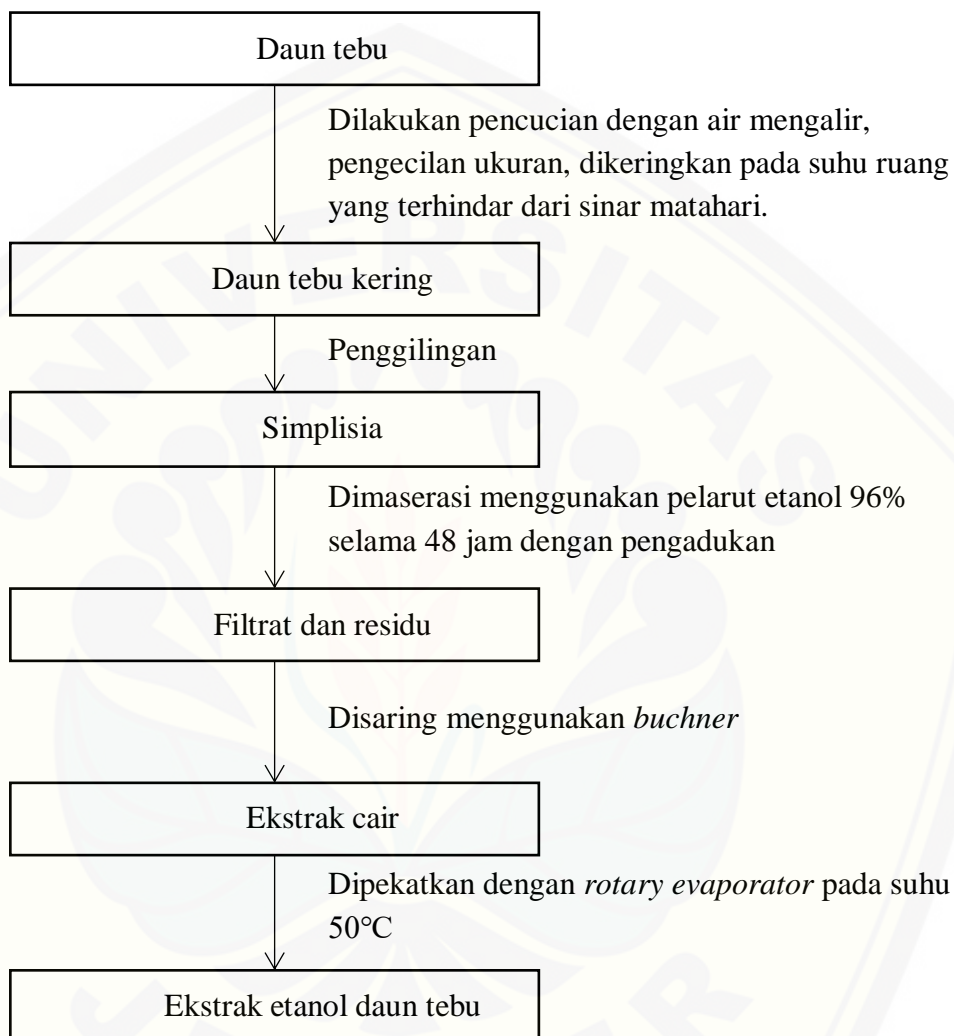 Daun tebu
Dilakukan pencucian dengan air mengalir,
pengecilan ukuran, dikeringkan pada suhu ruang
yang terhindar dari sinar matahari.
Daun tebu kering
Penggilingan
Simplisia
Dimaserasi menggunakan pelarut etanol 96%
selama 48 jam dengan pengadukan
Filtrat dan residu
Disaring menggunakan buchner
Ekstrak cair
Dipekatkan dengan rotary evaporator pada suhu
50°C
Ekstrak etanol daun tebu
UNIVERSITAS